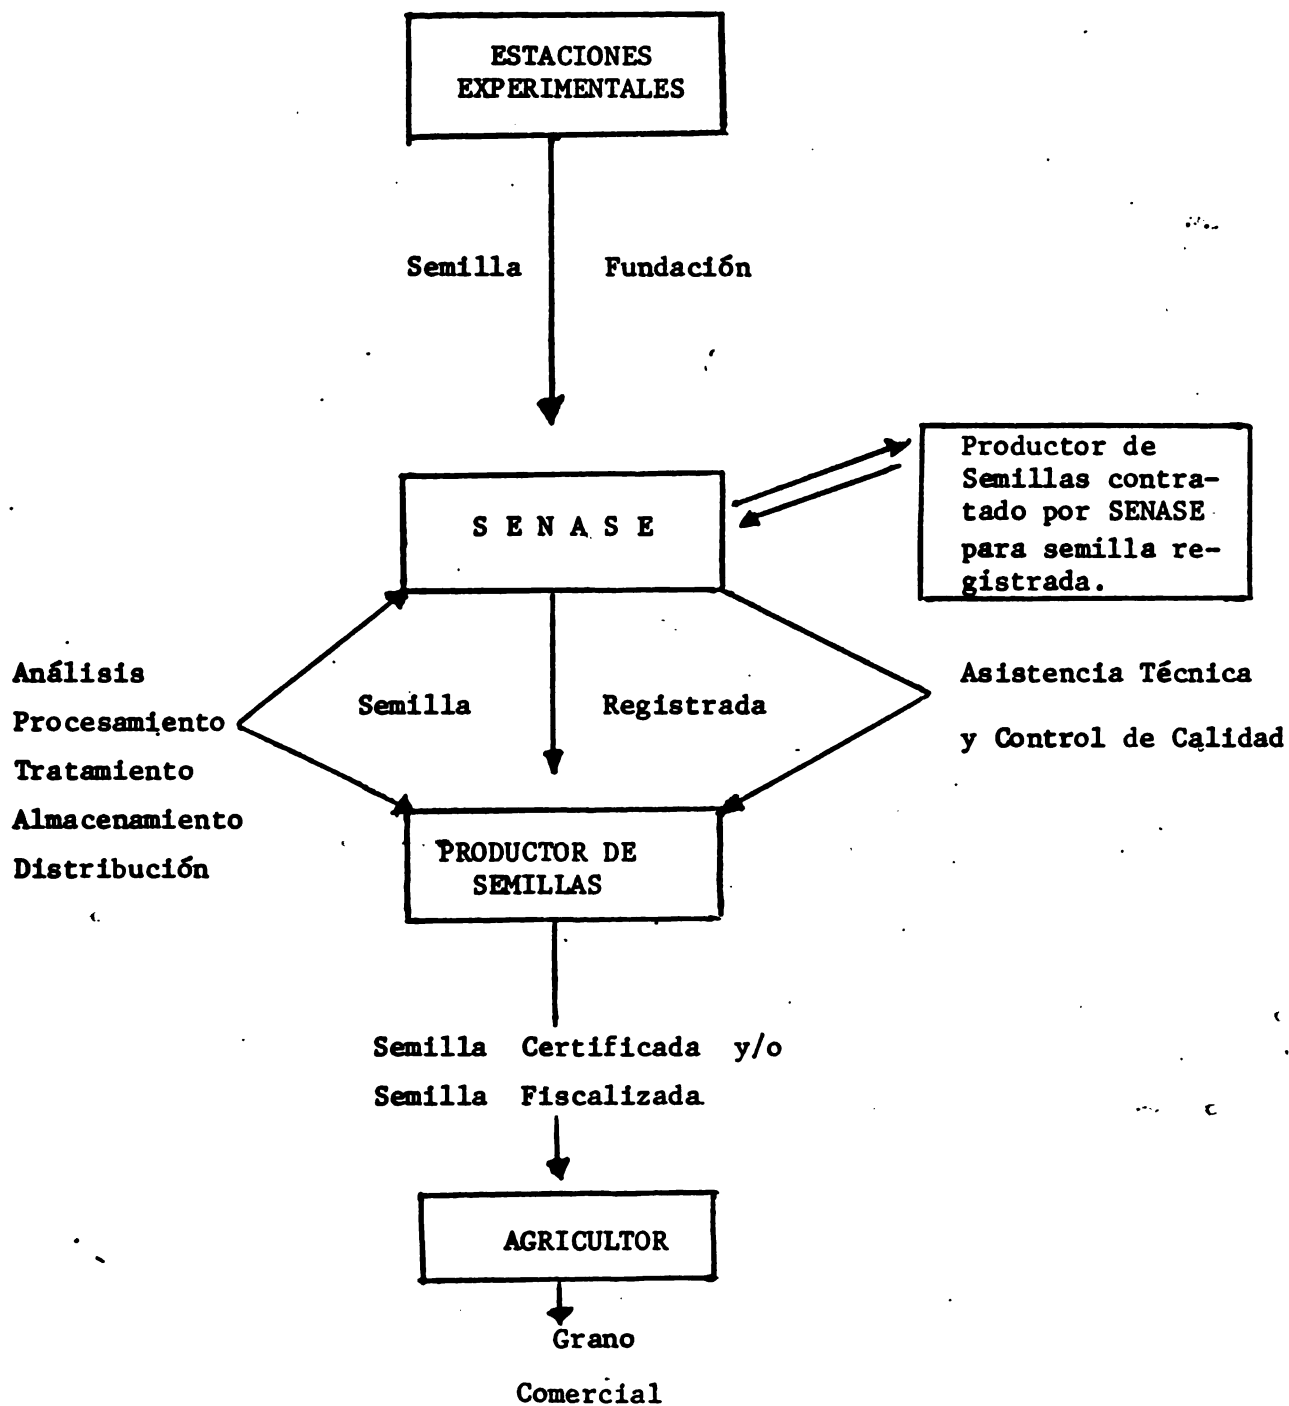 ESTACIONES
EXPERIMENTALES
Semilla Fundación
Productor de
Semillas contra-
tado por SENASE
para semilla re-
gistrada.
S E N A S E
Análisis
Procesamiento
Tratamiento
Almacenamiento
Distribución
Semilla Registrada
Asistencia Técnica
y Control de Calidad
PRODUCTOR DE
SEMILLAS
Semilla Certificada y/o
Semilla Fiscalizada
AGRICULTOR
Grano
Comercial